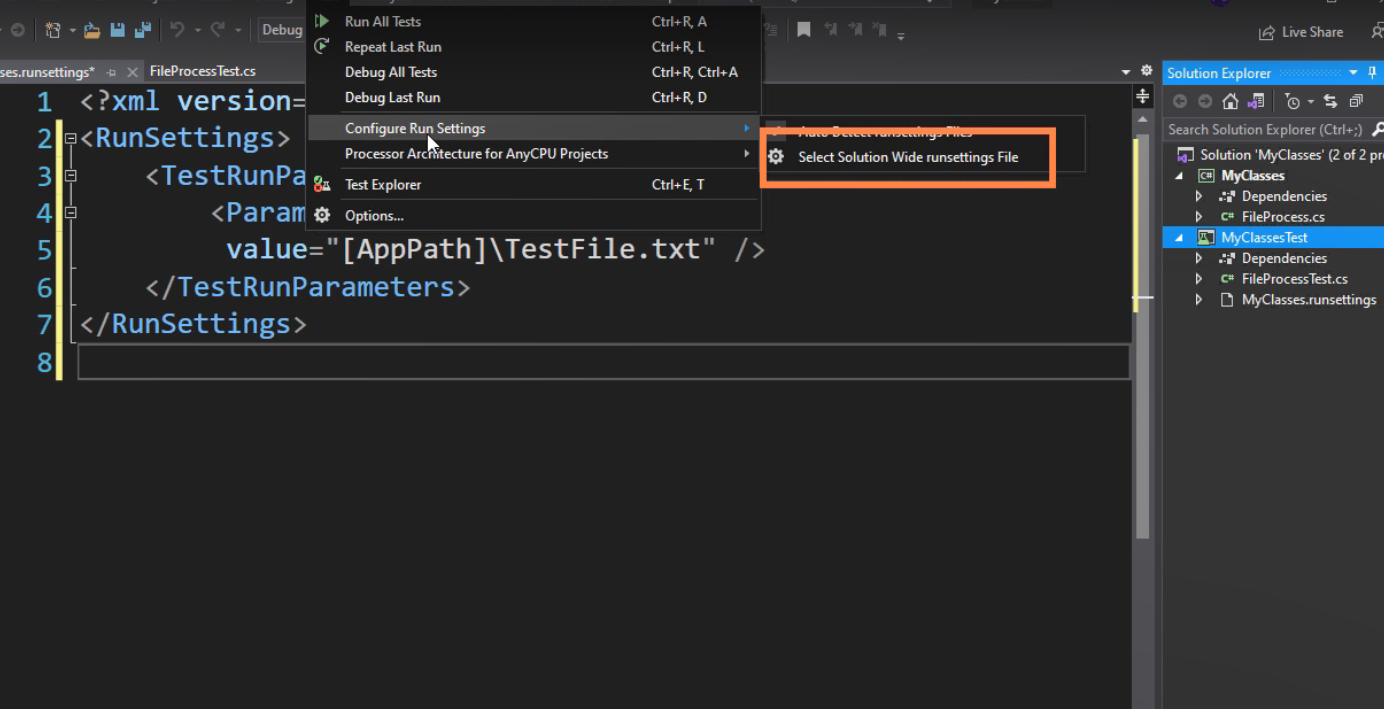 Run All Tests Ctrl+R, A
Repeat Last Run Ctrl+R, L
Debug All Tests Ctrl+R, Ctrl+A
Debug Last Run Ctrl+R, D
Configure Run Settings
Processor Architecture for AnyCPU Projects
Test Explorer Ctrl+E, T
Options...
Auto Detect runsettings Files
Select Solution Wide runsettings File
Debug
Live Share
ses.runsettings*
FileProcessTest.cs
1 <?xml version=
2 <RunSettings>
3 <TestRunPa
4 <Param
5 value="[AppPath]\TestFile.txt" />
6 </TestRunParameters>
7 </RunSettings>
8
Solution Explorer
Search Solution Explorer (Ctrl+;)
Solution 'MyClasses' (2 of 2 pr
C# MyClasses
Dependencies
C# FileProcess.cs
MyClassesTest
Dependencies
C# FileProcessTest.cs
MyClasses.runsettings